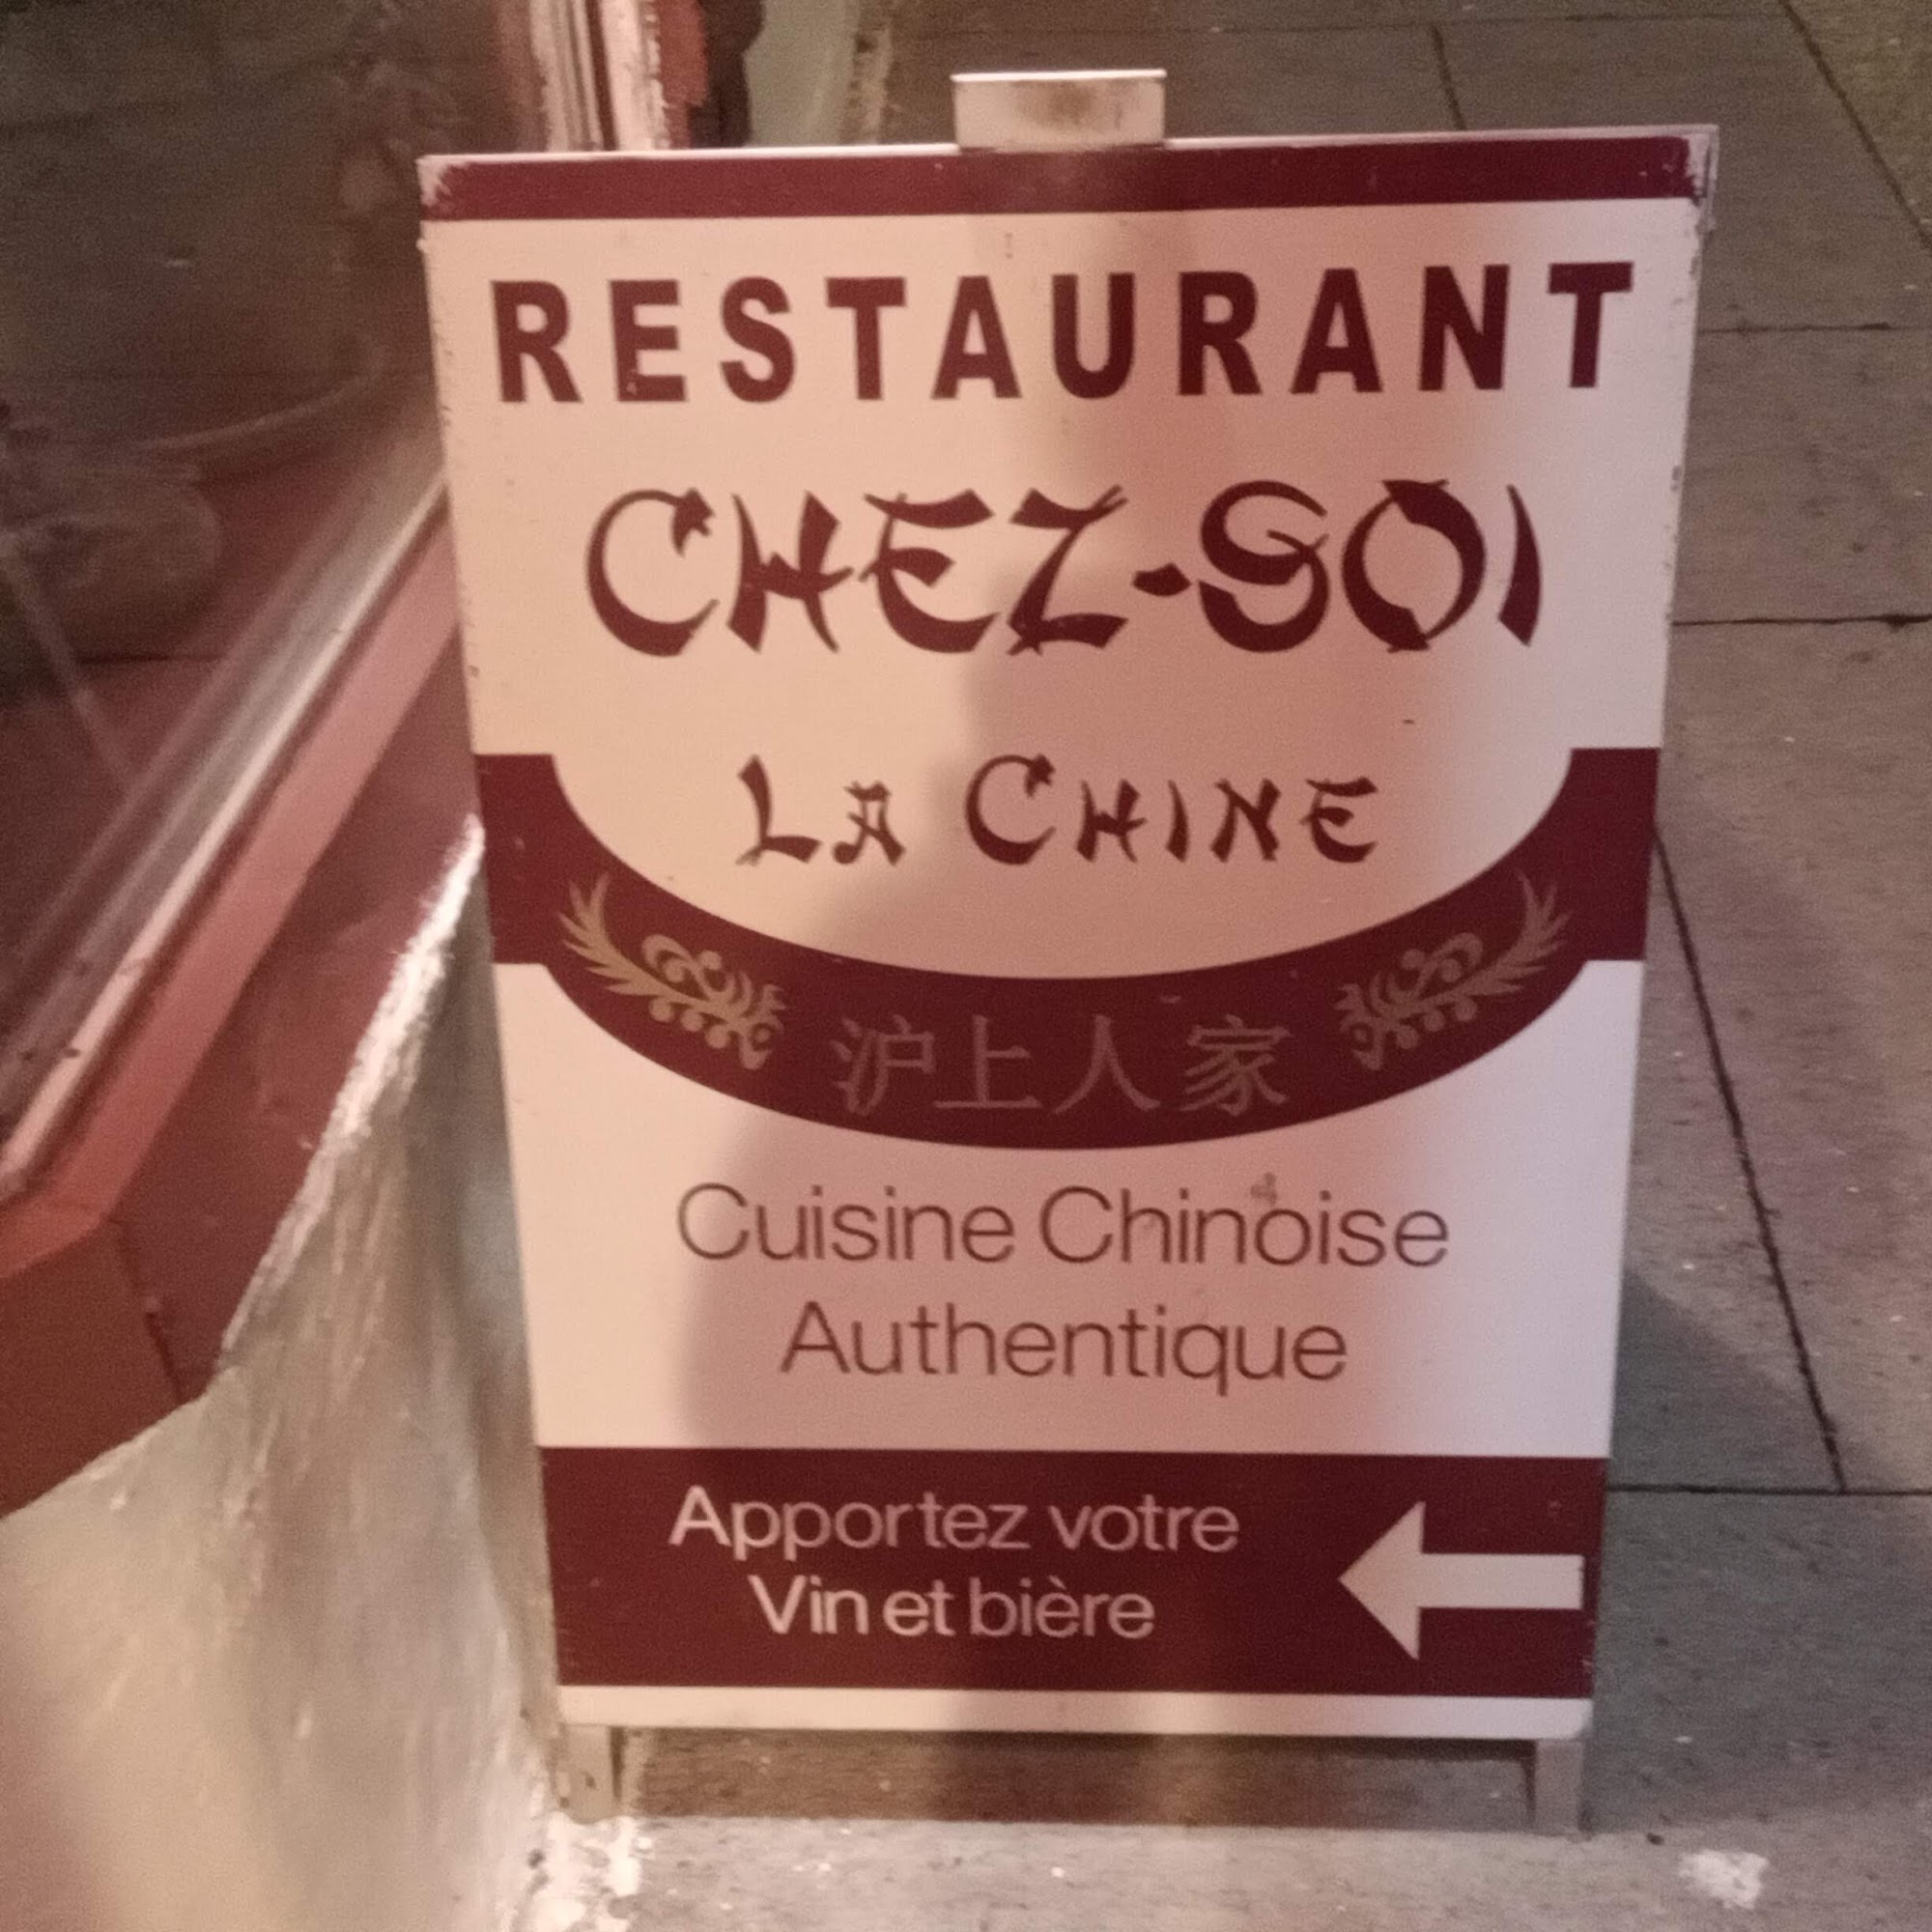 RESTAURANT
CHEZ-SOI
LA CHINE
沪上人家
Cuisine Chinoise
Authentique
Apportez votre
Vin et bière